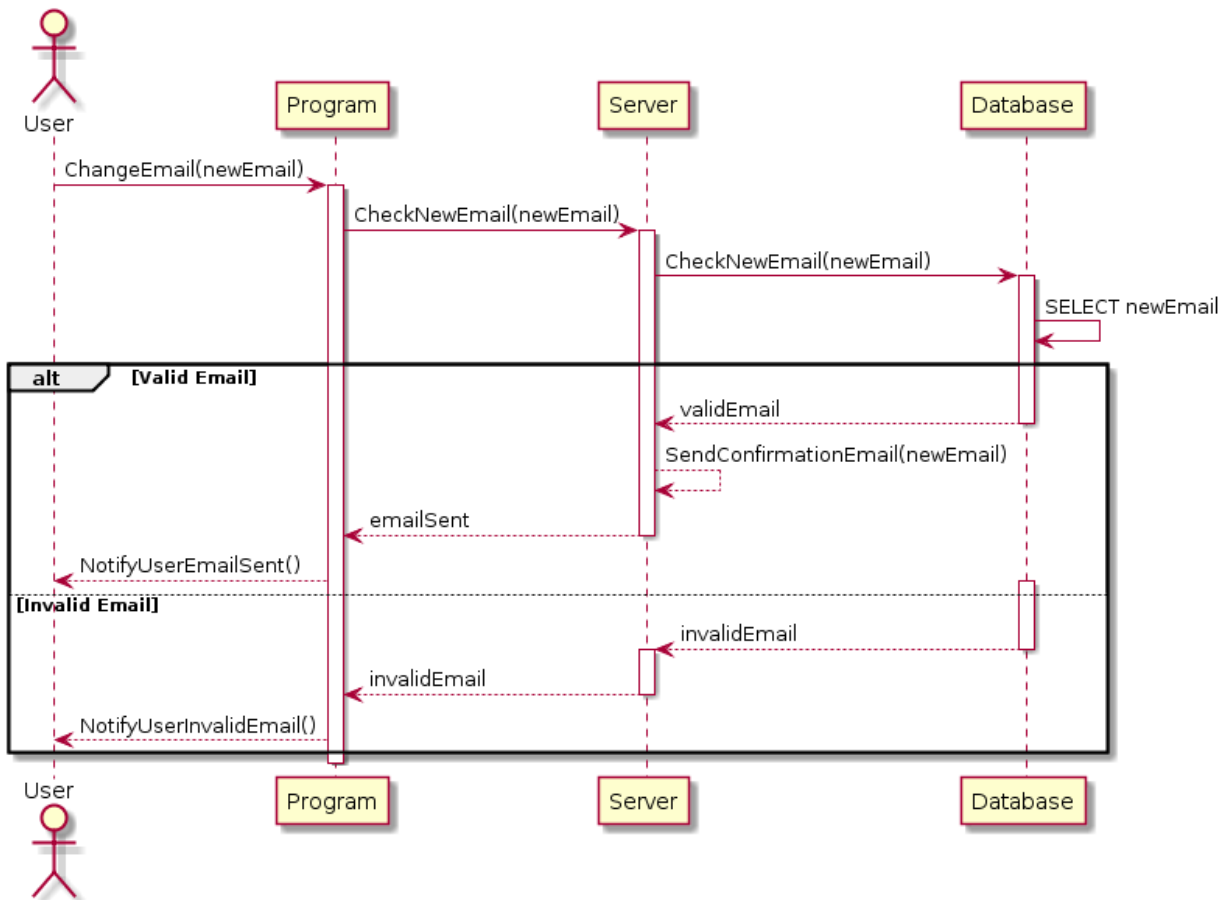 User
Program
Server
Database
ChangeEmail(newEmail)
CheckNewEmail(newEmail)
CheckNewEmail(newEmail)
SELECT newEmail
alt [Valid Email]
validEmail
SendConfirmationEmail(newEmail)
emailSent
NotifyUserEmailSent()
[Invalid Email]
invalidEmail
invalidEmail
NotifyUserInvalidEmail()
User
Program
Server
Database